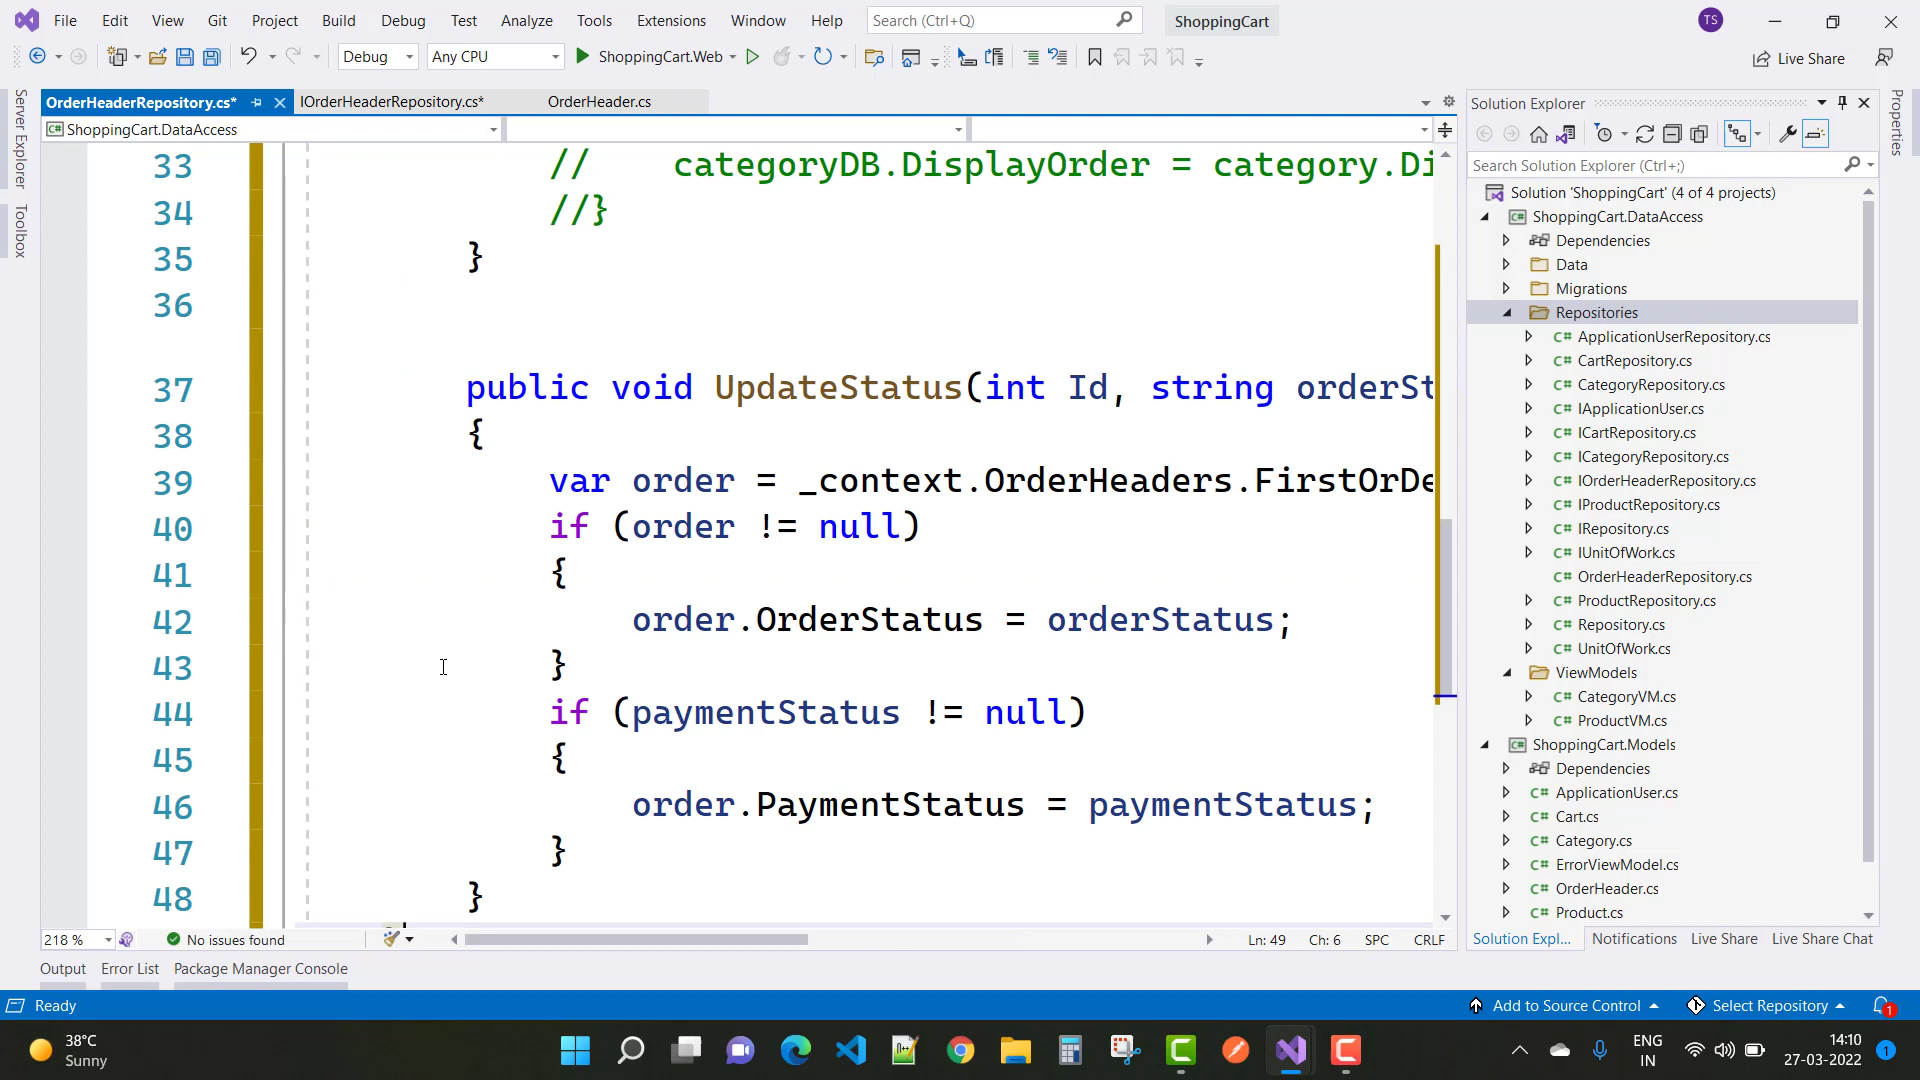 File Edit View Git Project Build Debug Test Analyze Tools Extensions Window Help Search (Ctrl+Q) ShoppingCart TS
Debug Any CPU ShoppingCart.Web Live Share
OrderHeaderRepository.cs* IOrderHeaderRepository.cs* OrderHeader.cs
ShoppingCart.DataAccess
Server Explorer
Toolbox
33 // categoryDB.DisplayOrder = category.Di
34 //}
35 }
36
37 public void UpdateStatus(int Id, string orderSt
38 {
39 var order = _context.OrderHeaders.FirstOrDe
40 if (order != null)
41 {
42 order.OrderStatus = orderStatus;
43 }
44 if (paymentStatus != null)
45 {
46 order.PaymentStatus = paymentStatus;
47 }
48 }
218 % No issues found Ln: 49 Ch: 6 SPC CRLF
Solution Explorer
Search Solution Explorer (Ctrl+;)
Solution 'ShoppingCart' (4 of 4 projects)
ShoppingCart.DataAccess
Dependencies
Data
Migrations
Repositories
C# ApplicationUserRepository.cs
C# CartRepository.cs
C# CategoryRepository.cs
C# IApplicationUser.cs
C# ICartRepository.cs
C# ICategoryRepository.cs
C# IOrderHeaderRepository.cs
C# IProductRepository.cs
C# IRepository.cs
C# IUnitOfWork.cs
C# OrderHeaderRepository.cs
C# ProductRepository.cs
C# Repository.cs
C# UnitOfWork.cs
ViewModels
C# CategoryVM.cs
C# ProductVM.cs
ShoppingCart.Models
Dependencies
C# ApplicationUser.cs
C# Cart.cs
C# Category.cs
C# ErrorViewModel.cs
C# OrderHeader.cs
C# Product.cs
Solution Expl... Notifications Live Share Live Share Chat
Properties
Output Error List Package Manager Console
Ready Add to Source Control Select Repository 1
38°C
Sunny
ENG
IN
14:10
27-03-2022
1